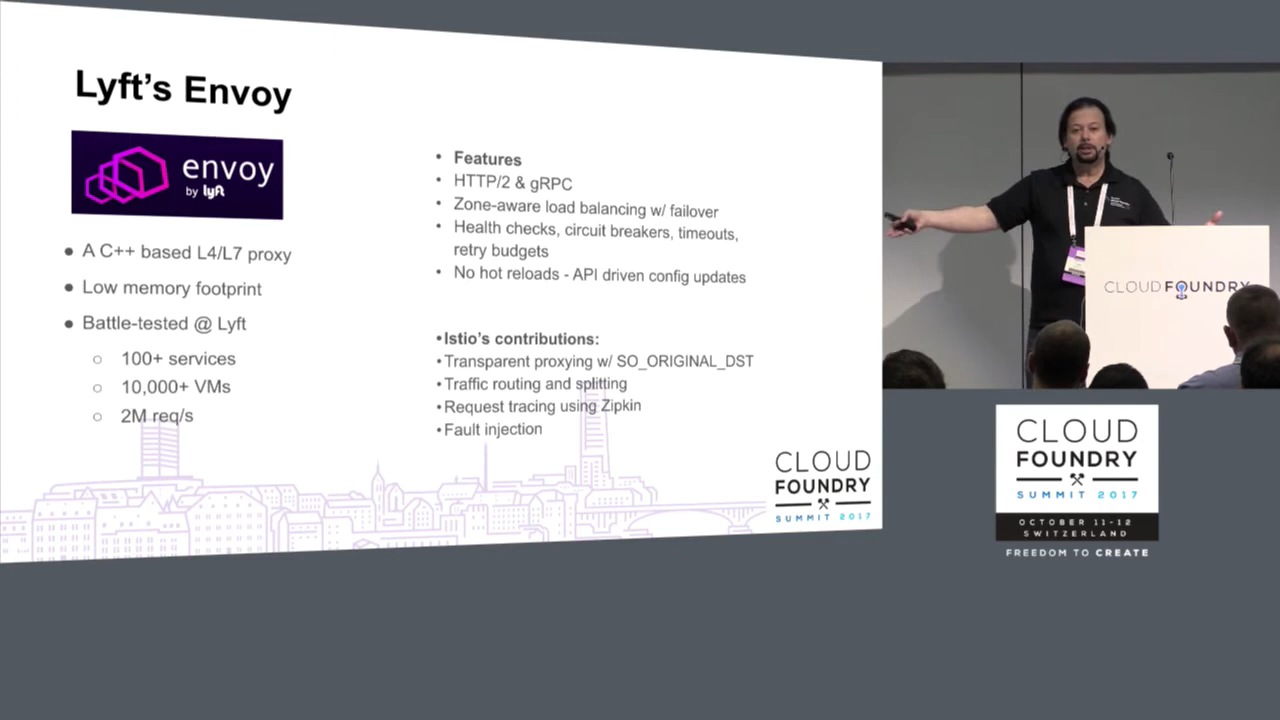 Lyft's Envoy
envoy
by lyft
• A C++ based L4/L7 proxy
• Low memory footprint
• Battle-tested @ Lyft
○ 100+ services
○ 10,000+ VMs
○ 2M req/s
• Features
• HTTP/2 & gRPC
• Zone-aware load balancing w/ failover
• Health checks, circuit breakers, timeouts,
retry budgets
• No hot reloads - API driven config updates
•Istio's contributions:
•Transparent proxying w/ SO_ORIGINAL_DST
•Traffic routing and splitting
•Request tracing using Zipkin
•Fault injection
CLOUD
FOUNDRY
SUMMIT 2017
CLOUD FOUNDRY
CLOUD
FOUNDRY
SUMMIT 2017
OCTOBER 11-12
SWITZERLAND
FREEDOM TO CREATE